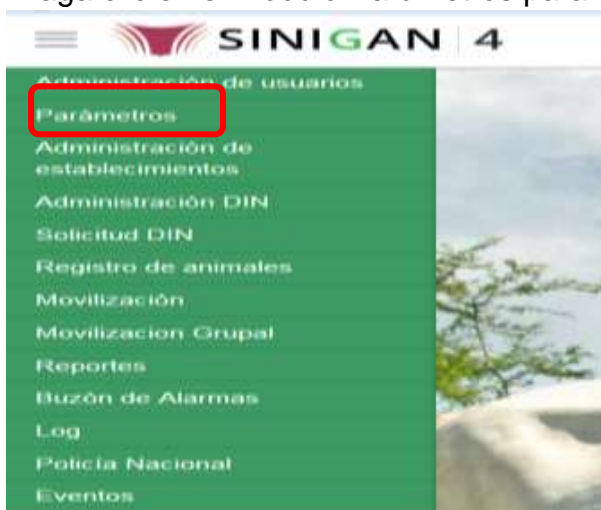 SINIGAN 4
Administración de usuarios
Parámetros
Administración de
establecimientos
Administración DIN
Solicitud DIN
Registro de animales
Movilización
Movilizacion Grupal
Reportes
Buzón de Alarmas
Log
Policía Nacional
Eventos